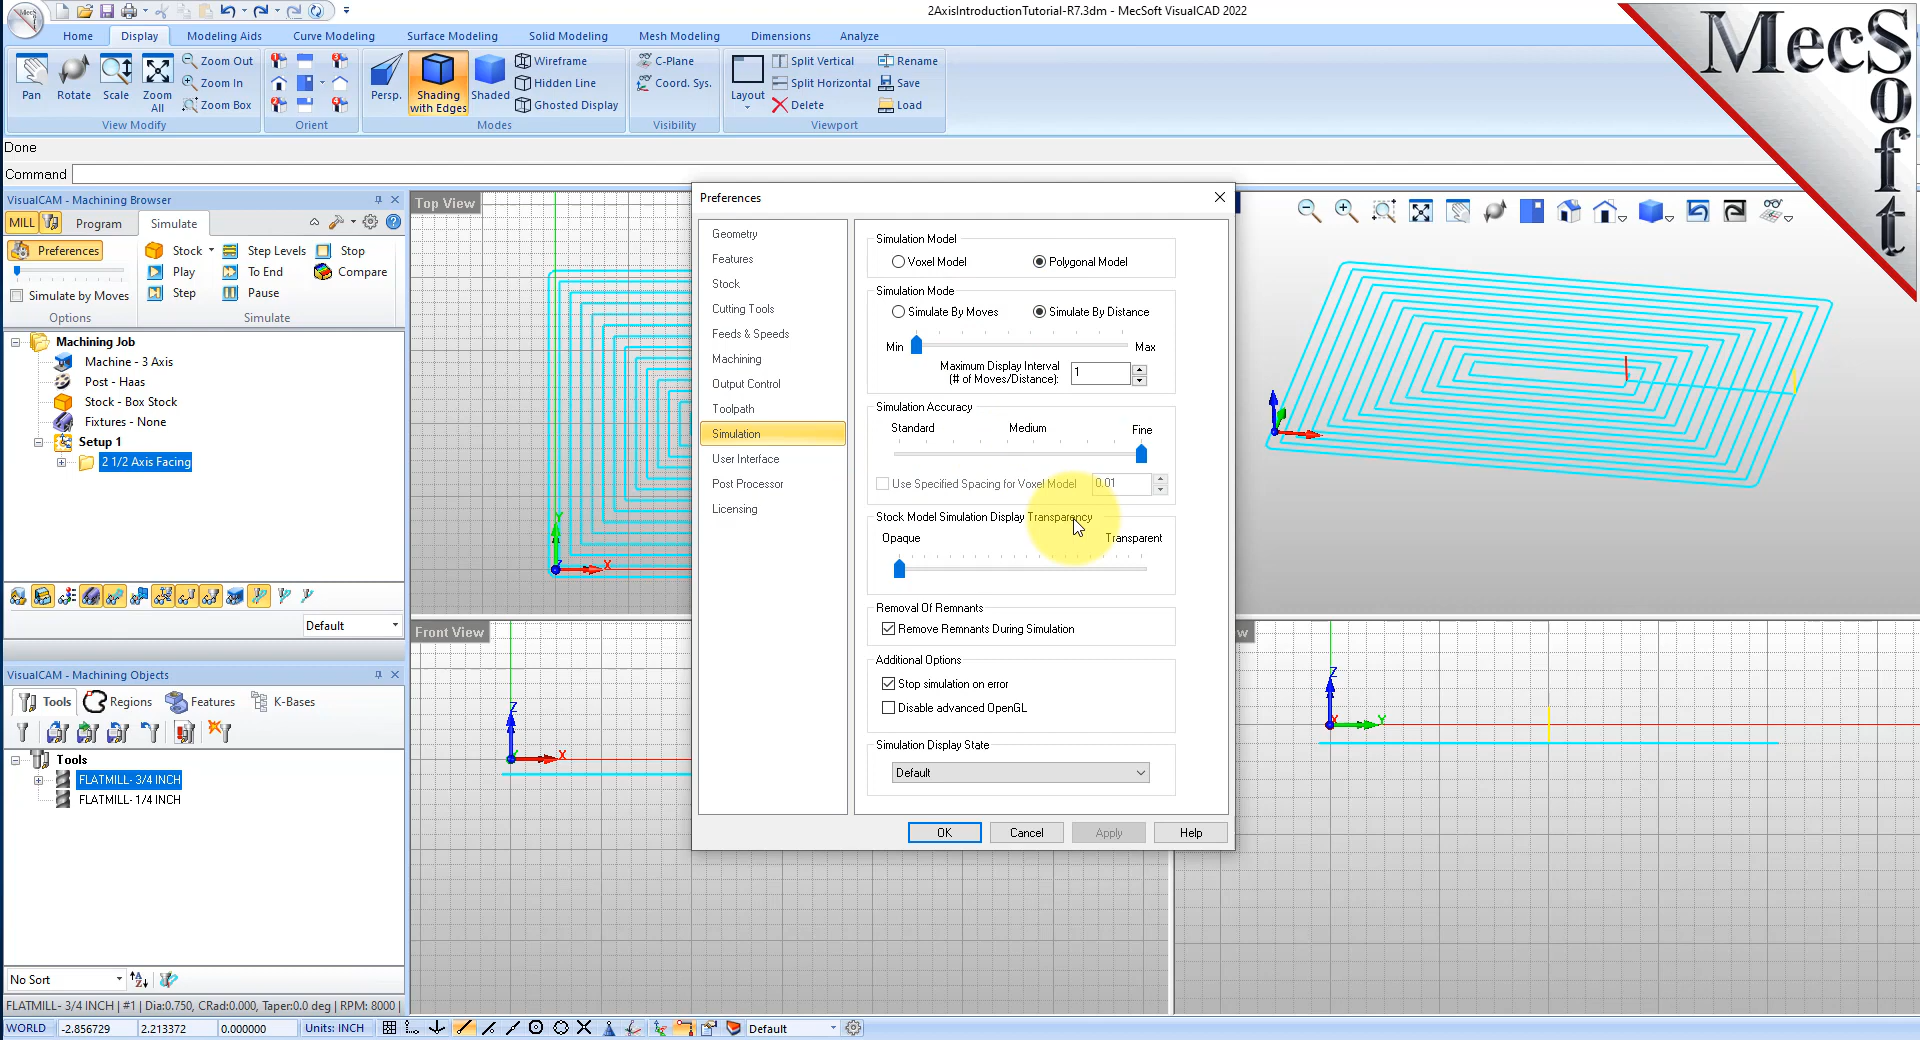 2AxisIntroductionTutorial-R7.3dm - MecSoft VisualCAD 2022
MecSoft
Home Display Modeling Aids Curve Modeling Surface Modeling Solid Modeling Mesh Modeling Dimensions Analyze
Pan Rotate Scale Zoom All Zoom Out Zoom In Zoom Box
Persp. Shading with Edges Shaded Wireframe Hidden Line Ghosted Display
C-Plane Coord. Sys.
Layout Split Vertical Split Horizontal Delete Rename Save Load
View Modify Orient Modes Visibility Viewport
Done
Command
VisualCAM - Machining Browser
MILL Program Simulate
Preferences Stock Step Levels Stop
Play To End Compare
Simulate by Moves Step Pause
Options Simulate
Machining Job
Machine - 3 Axis
Post - Haas
Stock - Box Stock
Fixtures - None
Setup 1
2 1/2 Axis Facing
Default
VisualCAM - Machining Objects
Tools Regions Features K-Bases
Tools
FLATMILL- 3/4 INCH
FLATMILL- 1/4 INCH
No Sort
FLATMILL- 3/4 INCH | #1 | Dia:0.750, CRad:0.000, Taper:0.0 deg | RPM: 8000 |
WORLD -2.856729 2.213372 0.000000 Units: INCH Default
Top View
Y
X
Front View
Z
X
w
Z
Y
Preferences
Geometry
Features
Stock
Cutting Tools
Feeds & Speeds
Machining
Output Control
Toolpath
Simulation
User Interface
Post Processor
Licensing
Simulation Model
Voxel Model Polygonal Model
Simulation Mode
Simulate By Moves Simulate By Distance
Min Max
Maximum Display Interval
(# of Moves/Distance): 1
Simulation Accuracy
Standard Medium Fine
Use Specified Spacing for Voxel Model 0.01
Stock Model Simulation Display Transparency
Opaque Transparent
Removal Of Remnants
Remove Remnants During Simulation
Additional Options
Stop simulation on error
Disable advanced OpenGL
Simulation Display State
Default
OK Cancel Apply Help